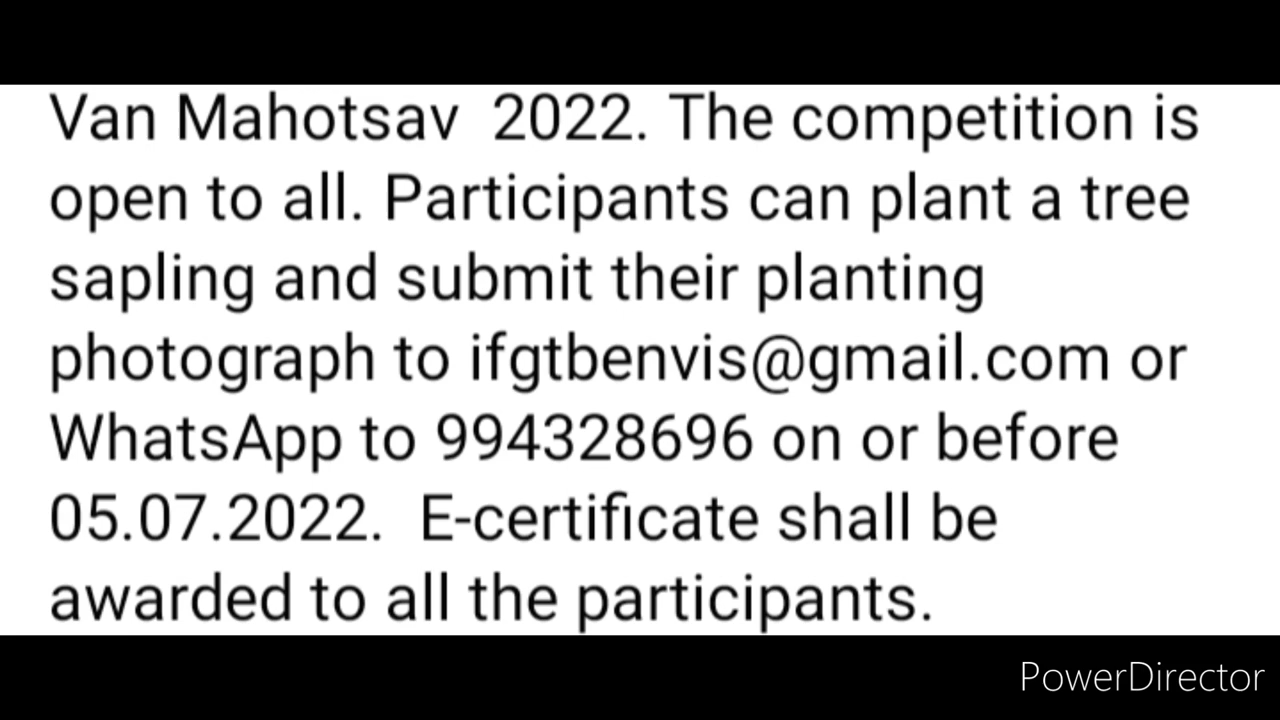 Van Mahotsav  2022. The competition is
open to all. Participants can plant a tree
sapling and submit their planting
photograph to ifgtbenvis@gmail.com or
WhatsApp to 994328696 on or before
05.07.2022.  E-certificate shall be
awarded to all the participants.
PowerDirector